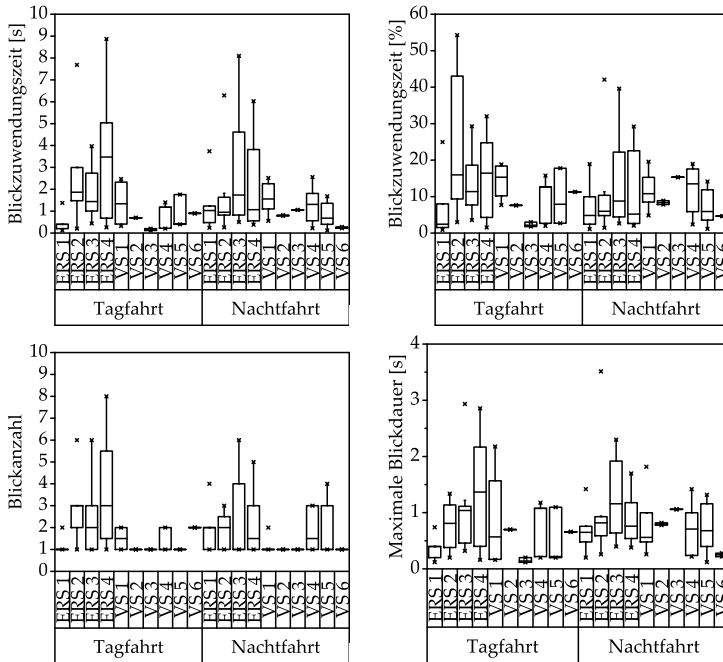 Blickzuwendungszeit [s]
10
9
8
7
6
5
4
3
2
1
0
ERS 1
ERS 2
ERS 3
ERS 4
VS 1
VS 2
VS 3
VS 4
VS 5
VS 6
ERS 1
ERS 2
ERS 3
ERS 4
VS 1
VS 2
VS 3
VS 4
VS 5
VS 6
Tagfahrt
Nachtfahrt
Blickzuwendungszeit [%]
60
50
40
30
20
10
0
ERS 1
ERS 2
ERS 3
ERS 4
VS 1
VS 2
VS 3
VS 4
VS 5
VS 6
ERS 1
ERS 2
ERS 3
ERS 4
VS 1
VS 2
VS 3
VS 4
VS 5
VS 6
Tagfahrt
Nachtfahrt
Blickanzahl
10
9
8
7
6
5
4
3
2
1
0
ERS 1
ERS 2
ERS 3
ERS 4
VS 1
VS 2
VS 3
VS 4
VS 5
VS 6
ERS 1
ERS 2
ERS 3
ERS 4
VS 1
VS 2
VS 3
VS 4
VS 5
VS 6
Tagfahrt
Nachtfahrt
Maximale Blickdauer [s]
4
3
2
1
0
ERS 1
ERS 2
ERS 3
ERS 4
VS 1
VS 2
VS 3
VS 4
VS 5
VS 6
ERS 1
ERS 2
ERS 3
ERS 4
VS 1
VS 2
VS 3
VS 4
VS 5
VS 6
Tagfahrt
Nachtfahrt